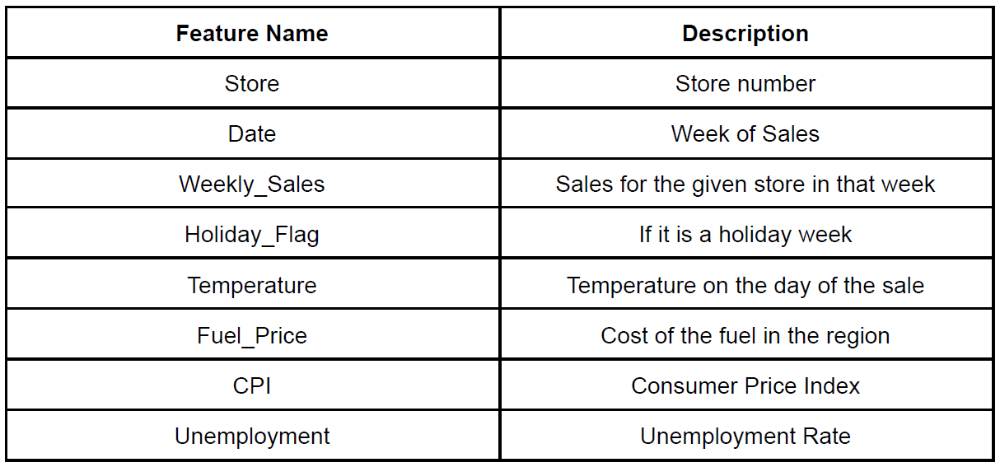 Feature Name Description
Store Store number
Date Week of Sales
Weekly_Sales Sales for the given store in that week
Holiday_Flag If it is a holiday week
Temperature Temperature on the day of the sale
Fuel_Price Cost of the fuel in the region
CPI Consumer Price Index
Unemployment Unemployment Rate